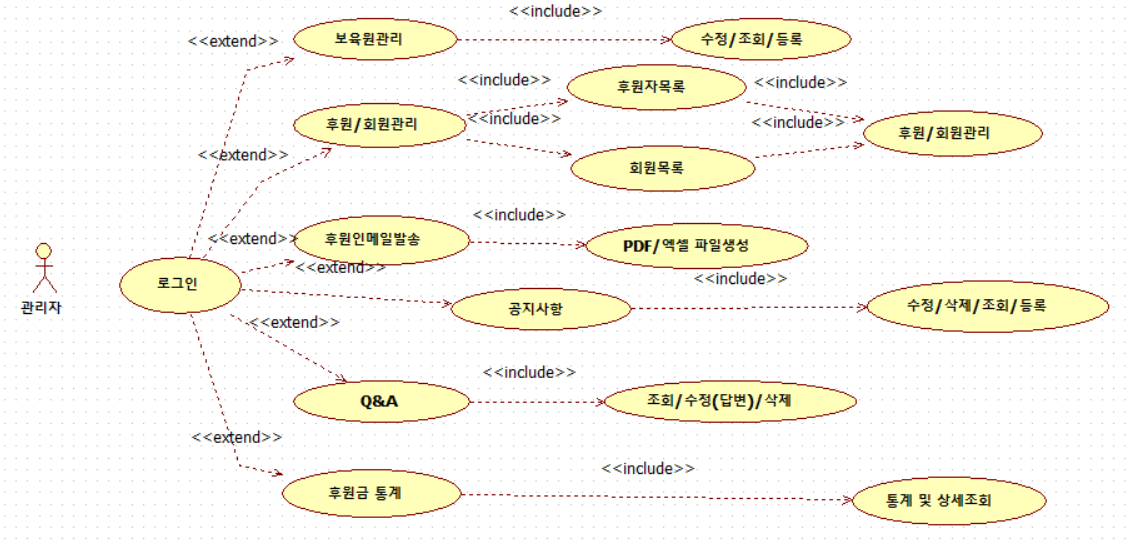 <<include>>
<<extend>>
보육원관리
수정/조회/등록
<<include>>
후원자목록
<<include>>
후원/회원관리
<<include>>
<<include>>
후원/회원관리
<<extend>>
회원목록
<<include>>
<<extend>>
후원인메일발송
PDF/엑셀 파일생성
<<extend>>
<<include>>
로그인
관리자
공지사항
수정/삭제/조회/등록
<<extend>>
<<include>>
Q&A
조회/수정(답변)/삭제
<<extend>>
<<include>>
후원금 통계
통계 및 상세조회